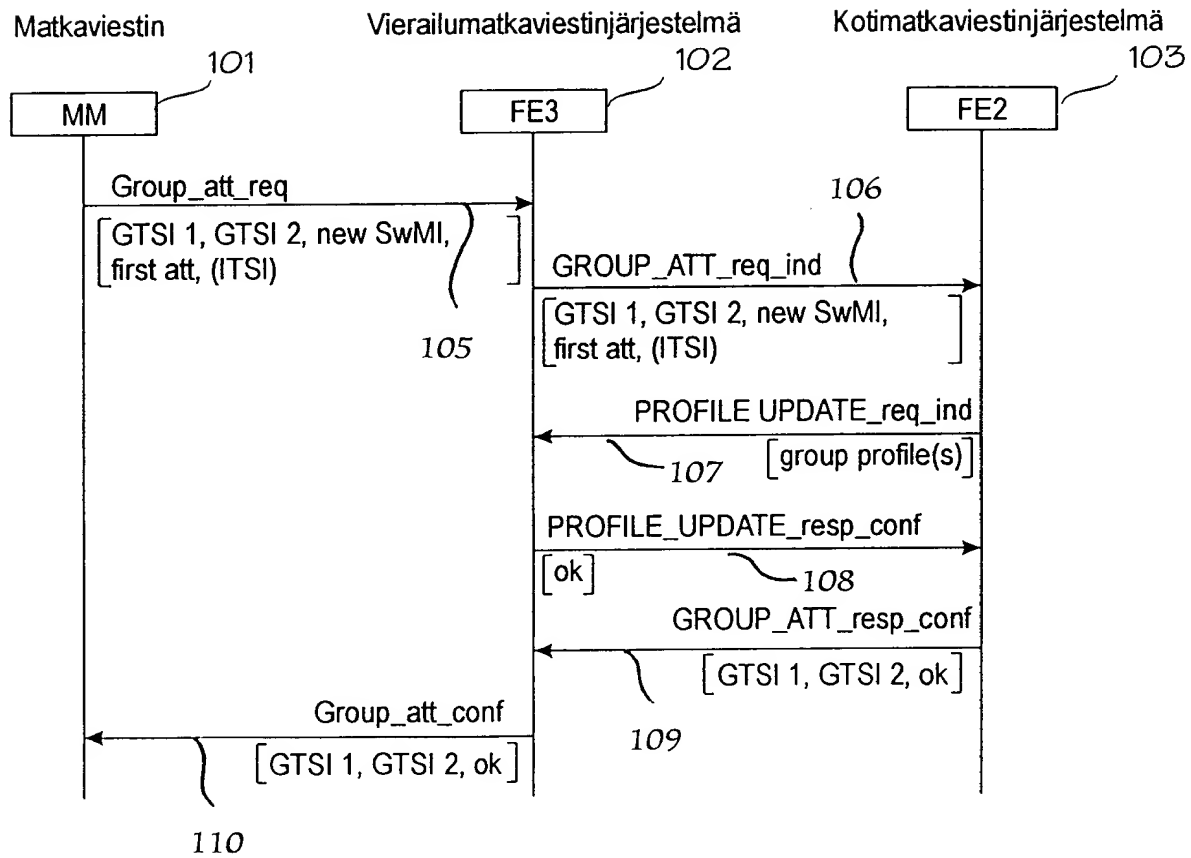 Matkaviestin
Vierailumatkaviestinjärjestelmä
Kotimatkaviestinjärjestelmä
101
102
103
MM
FE3
FE2
Group_att_req
106
GTSI 1, GTSI 2, new SwMI,
first att, (ITSI)
GROUP_ATT_req_ind
105
GTSI 1, GTSI 2, new SwMI,
first att, (ITSI)
PROFILE UPDATE_req_ind
107
[group profile(s)]
PROFILE_UPDATE_resp_conf
[ok]
108
GROUP_ATT_resp_conf
[GTSI 1, GTSI 2, ok]
Group_att_conf
109
[GTSI 1, GTSI 2, ok]
110